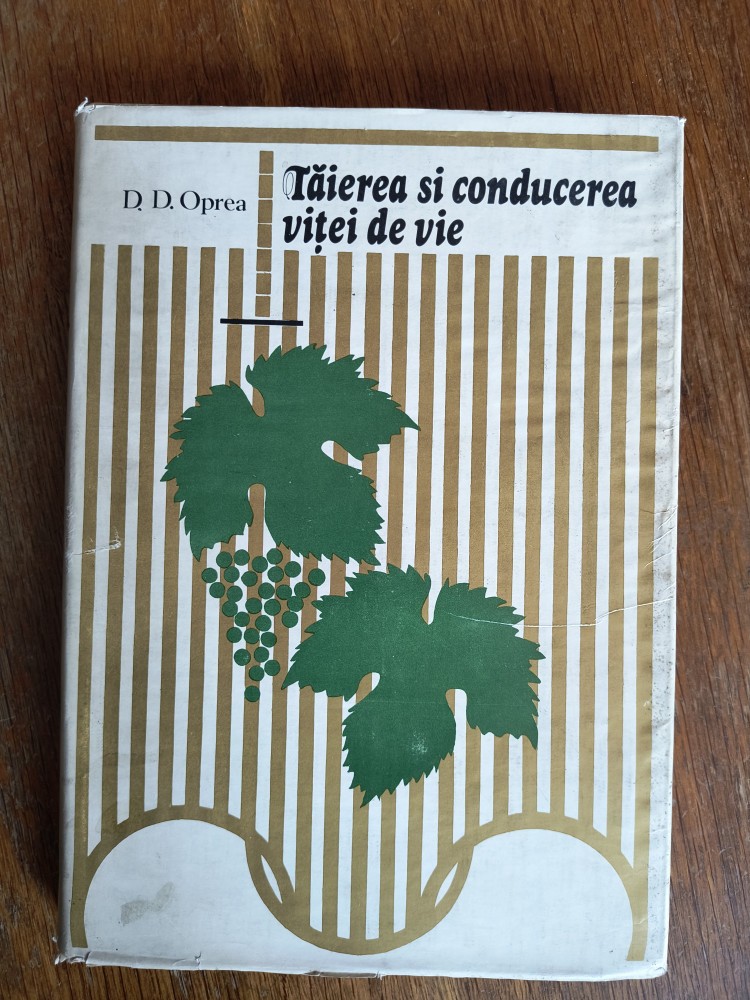 D. D. Oprea
Tăierea si conducerea
viței de vie